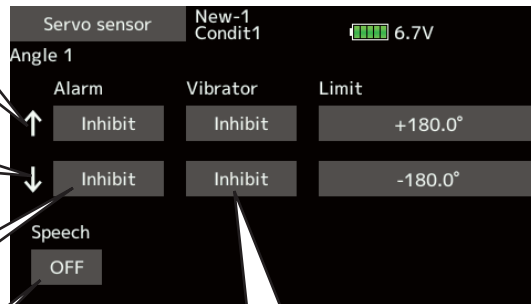 Servo sensor New-1
Condit1 6.7V
Angle 1
Alarm Vibrator Limit
↑ Inhibit Inhibit +180.0°
↓ Inhibit Inhibit -180.0°
Speech
OFF